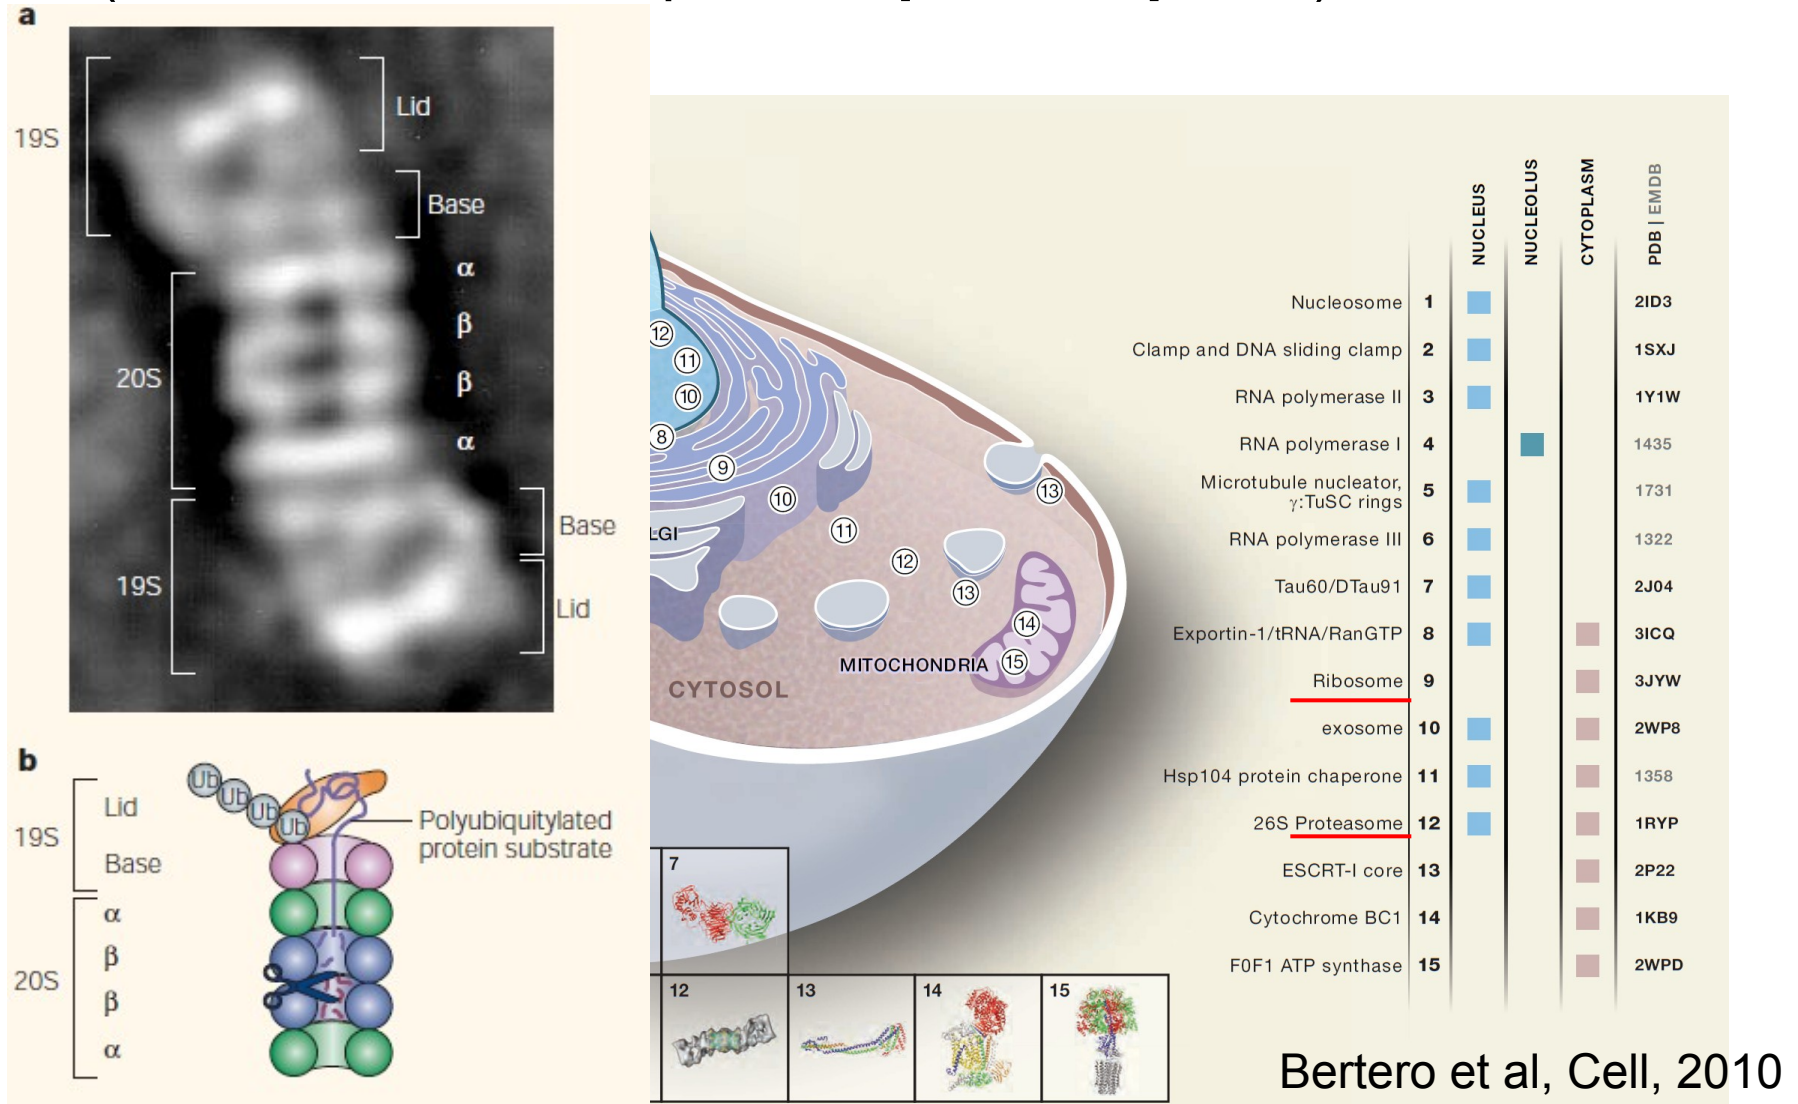 a
19S
Lid
Base
α
β
20S
β
α
Base
19S
Lid
b
Ub
Ub
Ub
Ub
Lid
19S
Base
Polyubiquitylated
protein substrate
α
β
20S
β
α
12
11
10
8
9
10
LGI
11
12
13
13
14
15
MITOCHONDRIA
CYTOSOL
NUCLEUS
NUCLEOLUS
CYTOPLASM
PDB | EMDB
Nucleosome 1 2ID3
Clamp and DNA sliding clamp 2 1SXJ
RNA polymerase II 3 1Y1W
RNA polymerase I 4 1435
Microtubule nucleator,
γ:TuSC rings 5 1731
RNA polymerase III 6 1322
Tau60/DTau91 7 2J04
Exportin-1/tRNA/RanGTP 8 3ICQ
Ribosome 9 3JYW
exosome 10 2WP8
Hsp104 protein chaperone 11 1358
26S Proteasome 12 1RYP
ESCRT-I core 13 2P22
Cytochrome BC1 14 1KB9
F0F1 ATP synthase 15 2WPD
7
12
13
14
15
Bertero et al, Cell, 2010